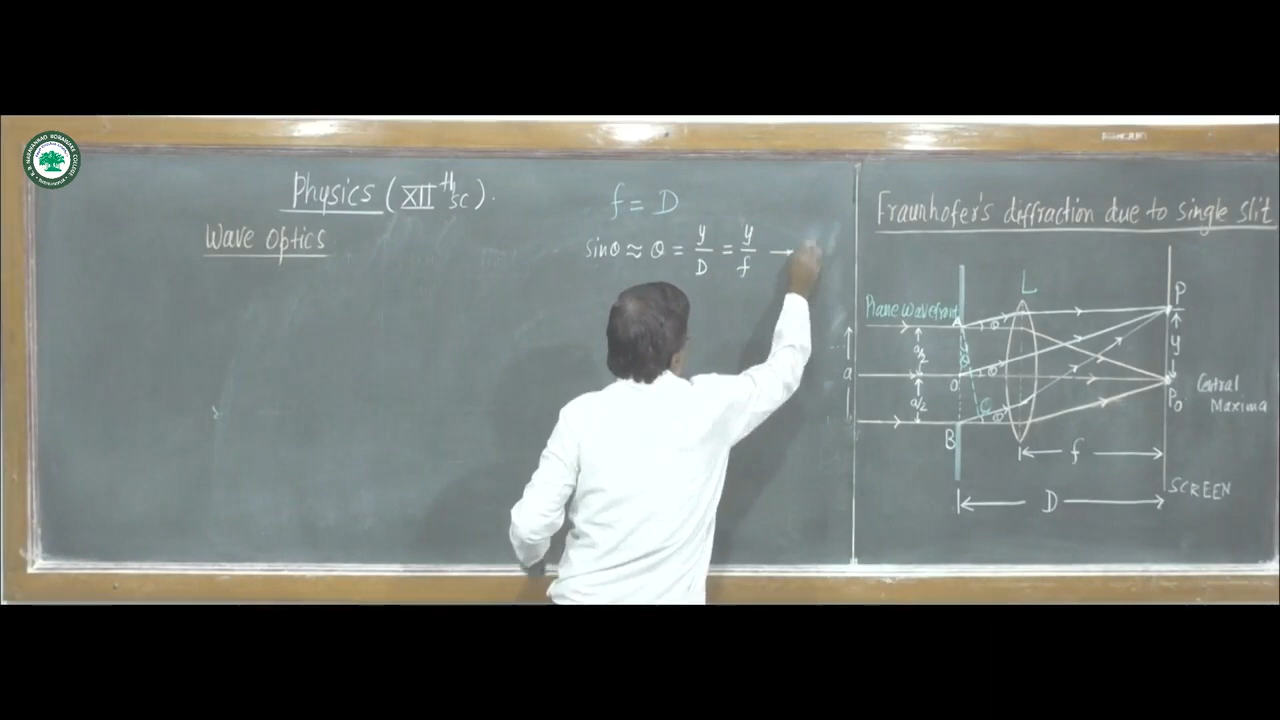 Physics (XII th sc).
Wave Optics
f = D
sinθ ≈ θ = y/D = y/f →
Fraunhofer's diffraction due to single slit
L
Plane Wavefront
P
A
θ
a/2
y
a
O
θ
P₀
Central
Maxima
a/2
C
θ
B
f
SCREEN
D